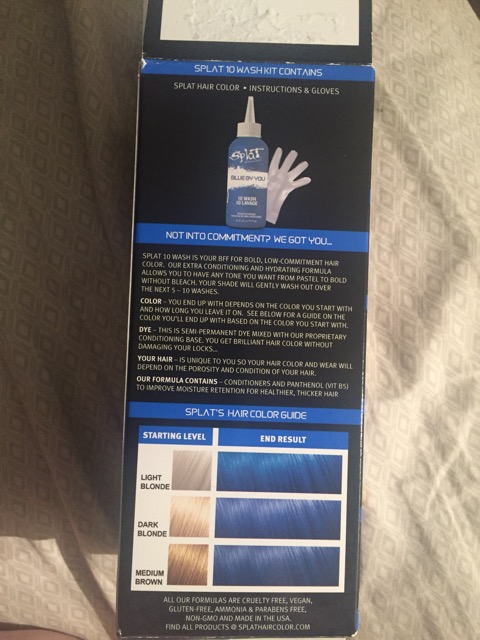 SPLAT 10 WASH KIT CONTAINS
SPLAT HAIR COLOR • INSTRUCTIONS & GLOVES
Splat
BLUE BY YOU
10 WASH
10 LAVAGE
NOT INTO COMMITMENT? WE GOT YOU...
SPLAT 10 WASH IS YOUR BFF FOR BOLD, LOW-COMMITMENT HAIR
COLOR. OUR EXTRA CONDITIONING AND HYDRATING FORMULA
ALLOWS YOU TO HAVE ANY TONE YOU WANT FROM PASTEL TO BOLD
WITHOUT BLEACH. YOUR SHADE WILL GENTLY WASH OUT OVER
THE NEXT 5 – 10 WASHES.
COLOR – YOU END UP WITH DEPENDS ON THE COLOR YOU START WITH
AND HOW LONG YOU LEAVE IT ON. SEE BELOW FOR A GUIDE ON THE
COLOR YOU'LL END UP WITH BASED ON THE COLOR YOU START WITH.
DYE – THIS IS SEMI-PERMANENT DYE MIXED WITH OUR PROPRIETARY
CONDITIONING BASE. YOU GET BRILLIANT HAIR COLOR WITHOUT
DAMAGING YOUR LOCKS...
YOUR HAIR – IS UNIQUE TO YOU SO YOUR HAIR COLOR AND WEAR WILL
DEPEND ON THE POROSITY AND CONDITION OF YOUR HAIR.
OUR FORMULA CONTAINS – CONDITIONERS AND PANTHENOL (VIT B5)
TO IMPROVE MOISTURE RETENTION FOR HEALTHIER, THICKER HAIR
SPLAT'S HAIR COLOR GUIDE
STARTING LEVEL
END RESULT
LIGHT
BLONDE
DARK
BLONDE
MEDIUM
BROWN
ALL OUR FORMULAS ARE CRUELTY FREE, VEGAN,
GLUTEN-FREE, AMMONIA & PARABENS FREE,
NON-GMO AND MADE IN THE USA.
FIND ALL PRODUCTS @ SPLATHAIRCOLOR.COM